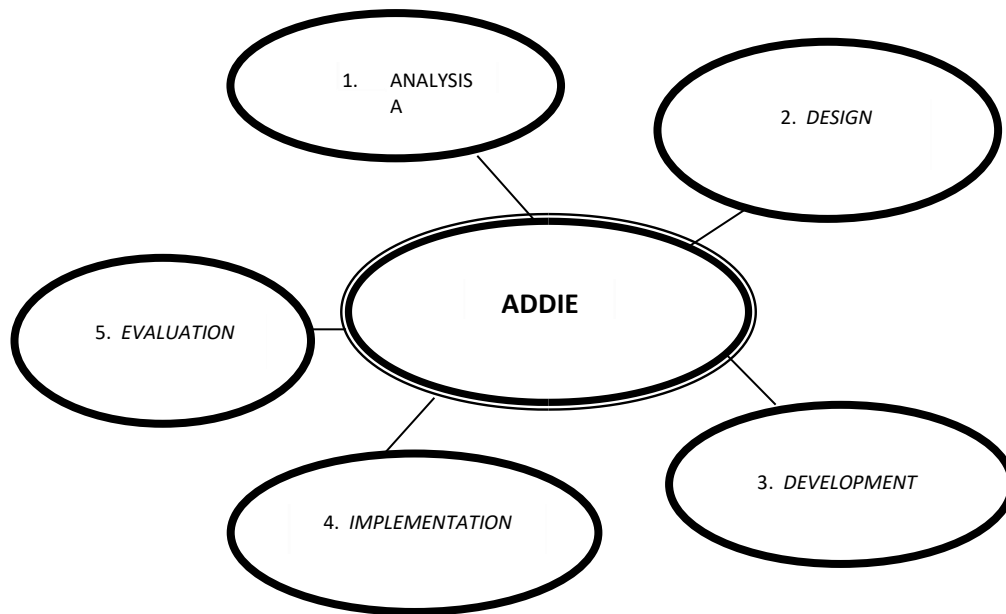 1. ANALYSIS
A
2. DESIGN
ADDIE
5. EVALUATION
3. DEVELOPMENT
4. IMPLEMENTATION